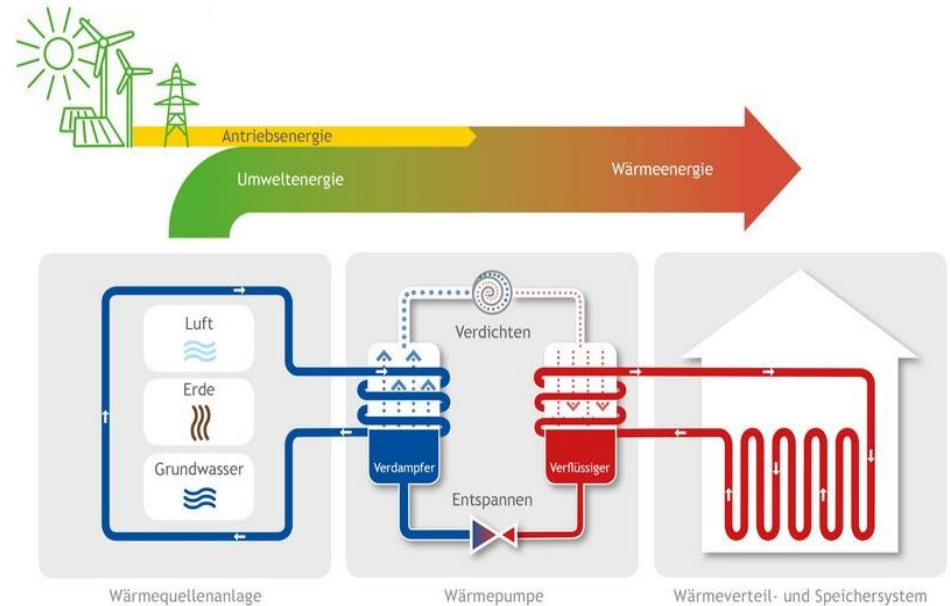 Antriebsenergie
Umweltenergie
Wärmeenergie
Luft
Erde
Grundwasser
Verdichten
Verdampfer
Verflüssiger
Entspannen
Wärmequellenanlage
Wärmepumpe
Wärmeverteil- und Speichersystem